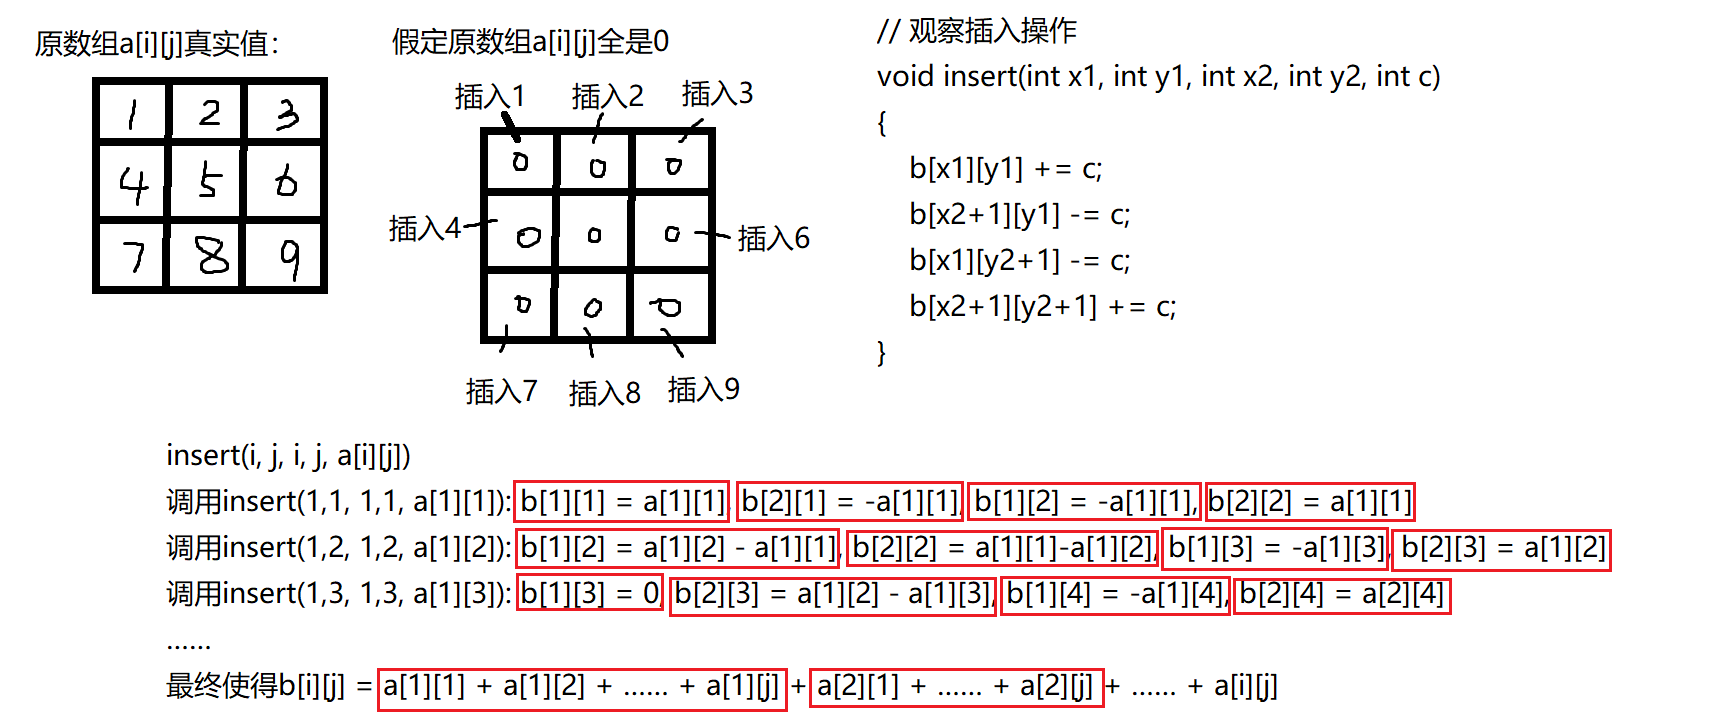 原数组a[i][j]真实值：
1 2 3
4 5 6
7 8 9
假定原数组a[i][j]全是0
插入1 插入2 插入3
0 0 0
插入4 0 0 0 插入6
0 0 0
插入7 插入8 插入9
// 观察插入操作
void insert(int x1, int y1, int x2, int y2, int c)
{
b[x1][y1] += c;
b[x2+1][y1] -= c;
b[x1][y2+1] -= c;
b[x2+1][y2+1] += c;
}
insert(i, j, i, j, a[i][j])
调用insert(1,1, 1,1, a[1][1]): b[1][1] = a[1][1], b[2][1] = -a[1][1], b[1][2] = -a[1][1], b[2][2] = a[1][1]
调用insert(1,2, 1,2, a[1][2]): b[1][2] = a[1][2] - a[1][1], b[2][2] = a[1][1]-a[1][2], b[1][3] = -a[1][3], b[2][3] = a[1][2]
调用insert(1,3, 1,3, a[1][3]): b[1][3] = 0, b[2][3] = a[1][2] - a[1][3], b[1][4] = -a[1][4], b[2][4] = a[2][4]
......
最终使得b[i][j] = a[1][1] + a[1][2] + ...... + a[1][j] + a[2][1] + ...... + a[2][j] + ...... + a[i][j]